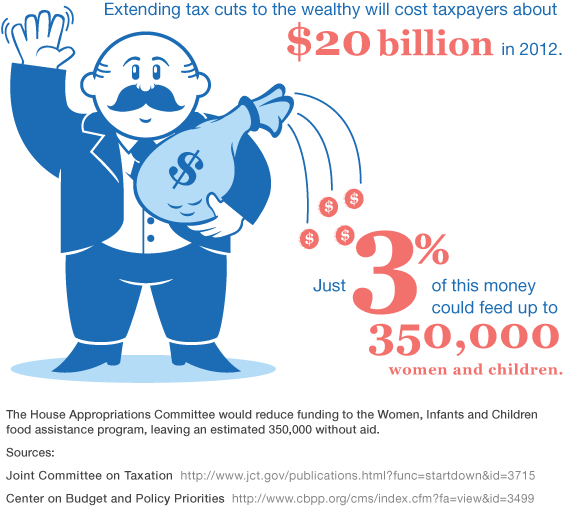 Extending tax cuts to the wealthy will cost taxpayers about
$20 billion in 2012.
$
$
$
$
$
Just 3% of this money
could feed up to
350,000
women and children.
The House Appropriations Committee would reduce funding to the Women, Infants and Children
food assistance program, leaving an estimated 350,000 without aid.
Sources:
Joint Committee on Taxation http://www.jct.gov/publications.html?func=startdown&id=3715
Center on Budget and Policy Priorities http://www.cbpp.org/cms/index.cfm?fa=view&id=3499